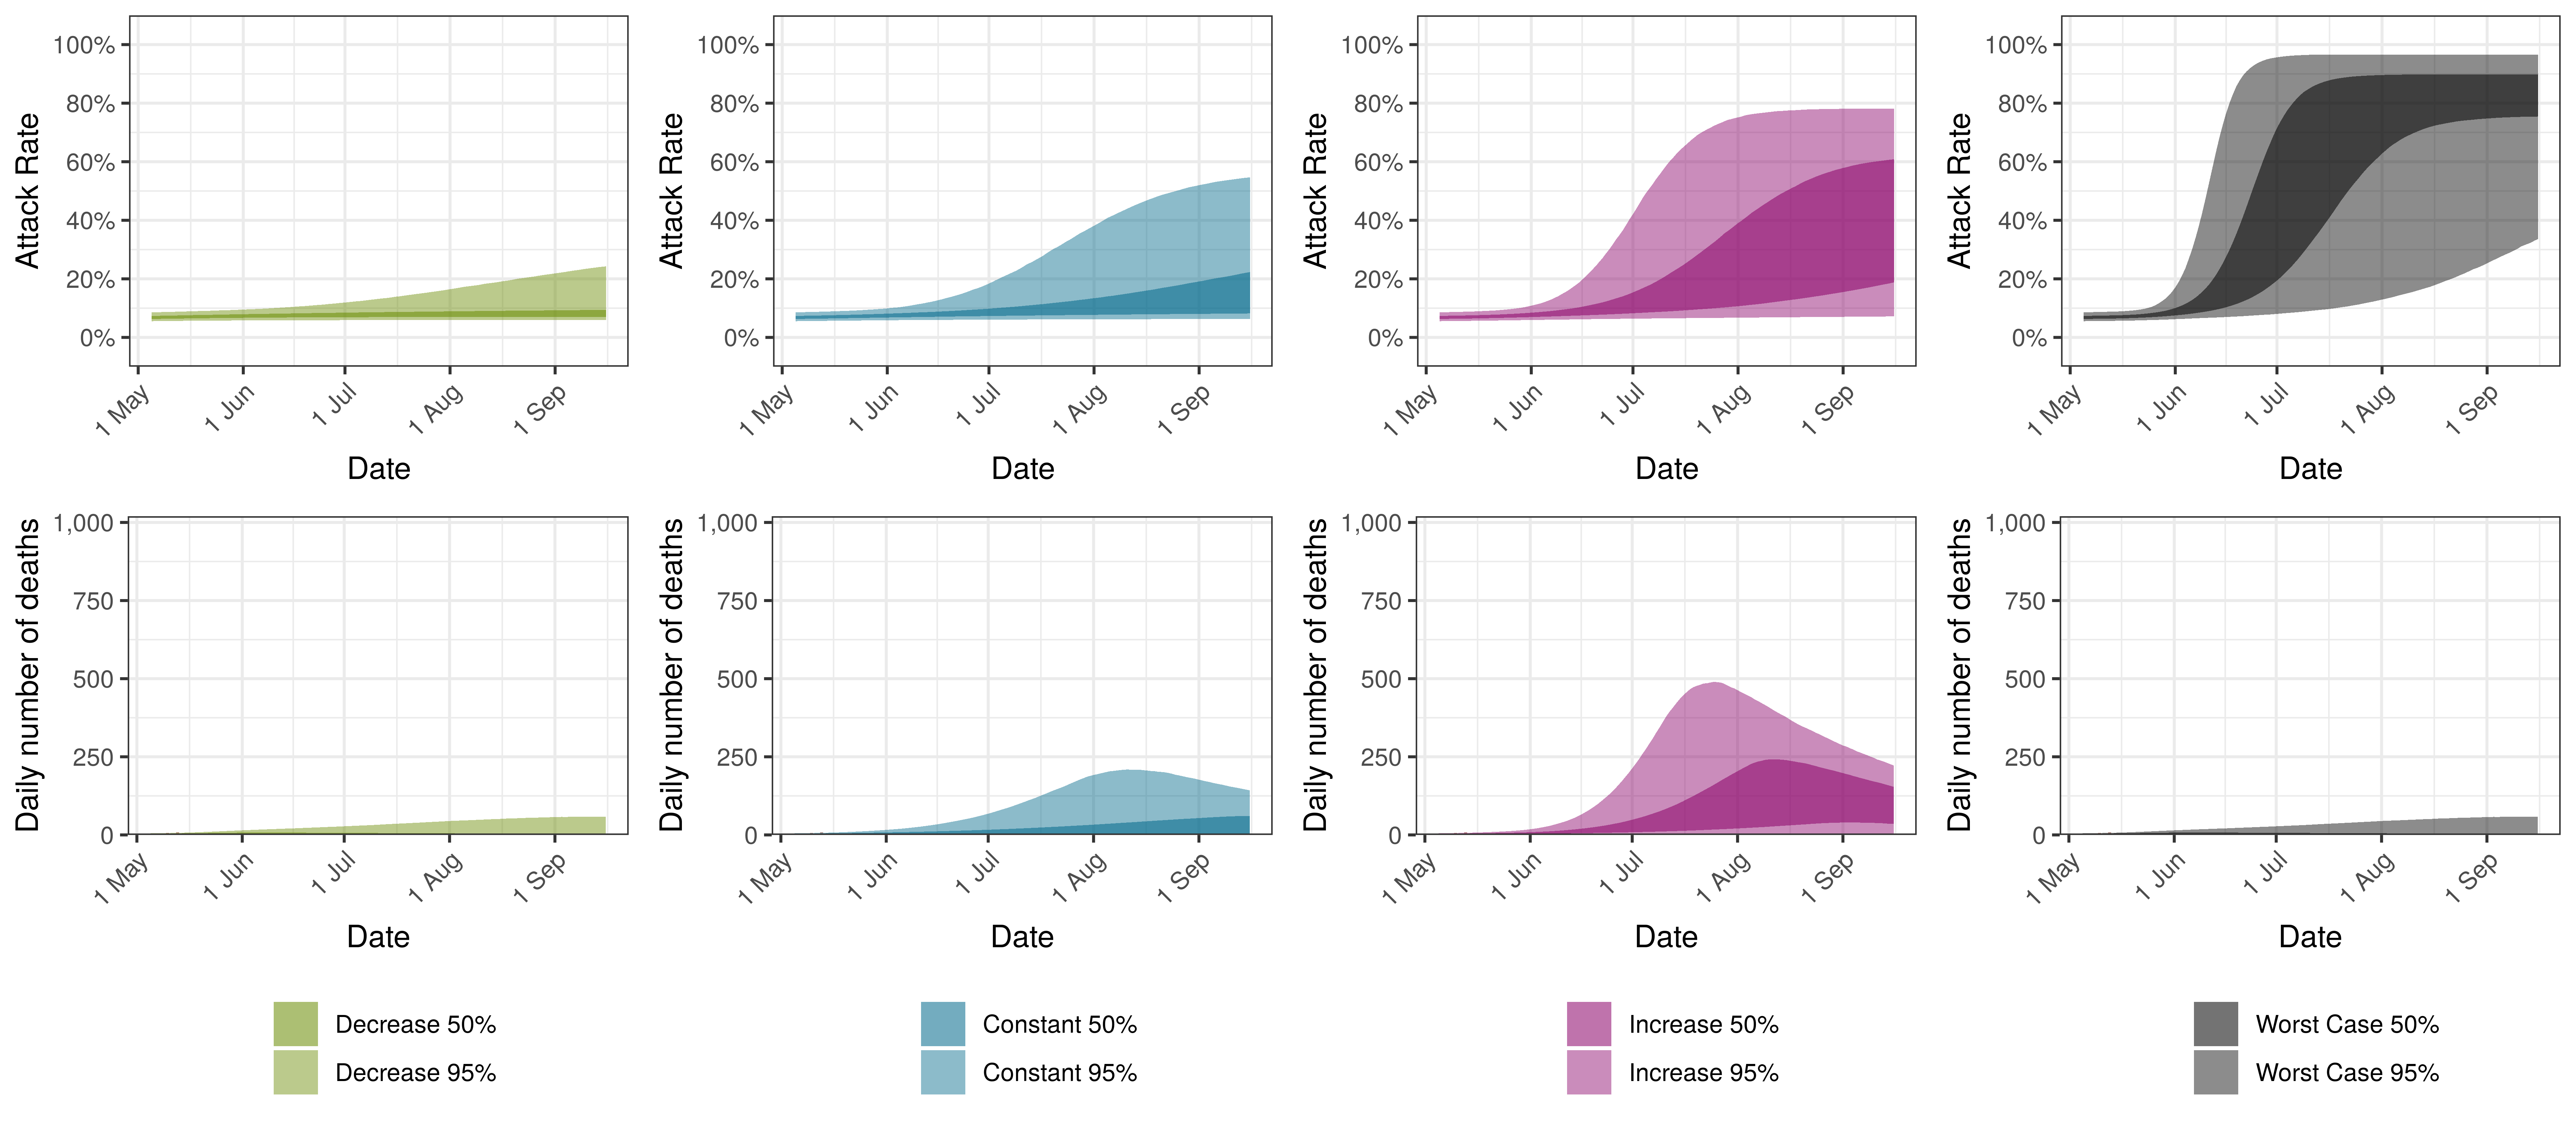 Attack Rate
100%
80%
60%
40%
20%
0%
1 May
1 Jun
1 Jul
1 Aug
1 Sep
Date
Attack Rate
100%
80%
60%
40%
20%
0%
1 May
1 Jun
1 Jul
1 Aug
1 Sep
Date
Attack Rate
100%
80%
60%
40%
20%
0%
1 May
1 Jun
1 Jul
1 Aug
1 Sep
Date
Attack Rate
100%
80%
60%
40%
20%
0%
1 May
1 Jun
1 Jul
1 Aug
1 Sep
Date
Daily number of deaths
1,000
750
500
250
0
1 May
1 Jun
1 Jul
1 Aug
1 Sep
Date
Daily number of deaths
1,000
750
500
250
0
1 May
1 Jun
1 Jul
1 Aug
1 Sep
Date
Daily number of deaths
1,000
750
500
250
0
1 May
1 Jun
1 Jul
1 Aug
1 Sep
Date
Daily number of deaths
1,000
750
500
250
0
1 May
1 Jun
1 Jul
1 Aug
1 Sep
Date
Decrease 50%
Decrease 95%
Constant 50%
Constant 95%
Increase 50%
Increase 95%
Worst Case 50%
Worst Case 95%